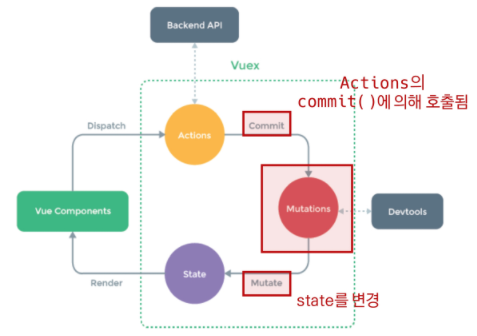 Backend API
Vuex
Actions의
commit()에 의해 호출됨
Dispatch
Actions
Commit
Vue Components
Mutations
Devtools
State
Render
Mutate
state를 변경